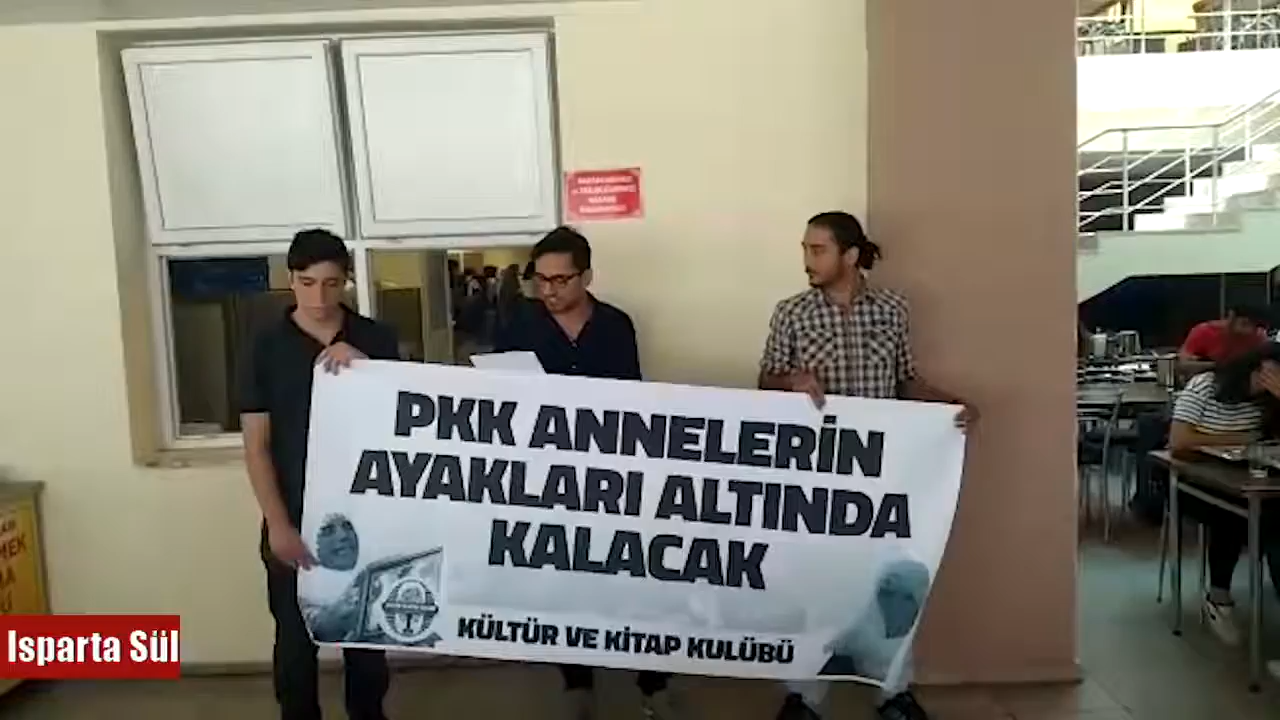 PKK ANNELERİN
AYAKLARI ALTINDA
KALACAK
KÜLTÜR VE KİTAP KULÜBÜ
Isparta Sül